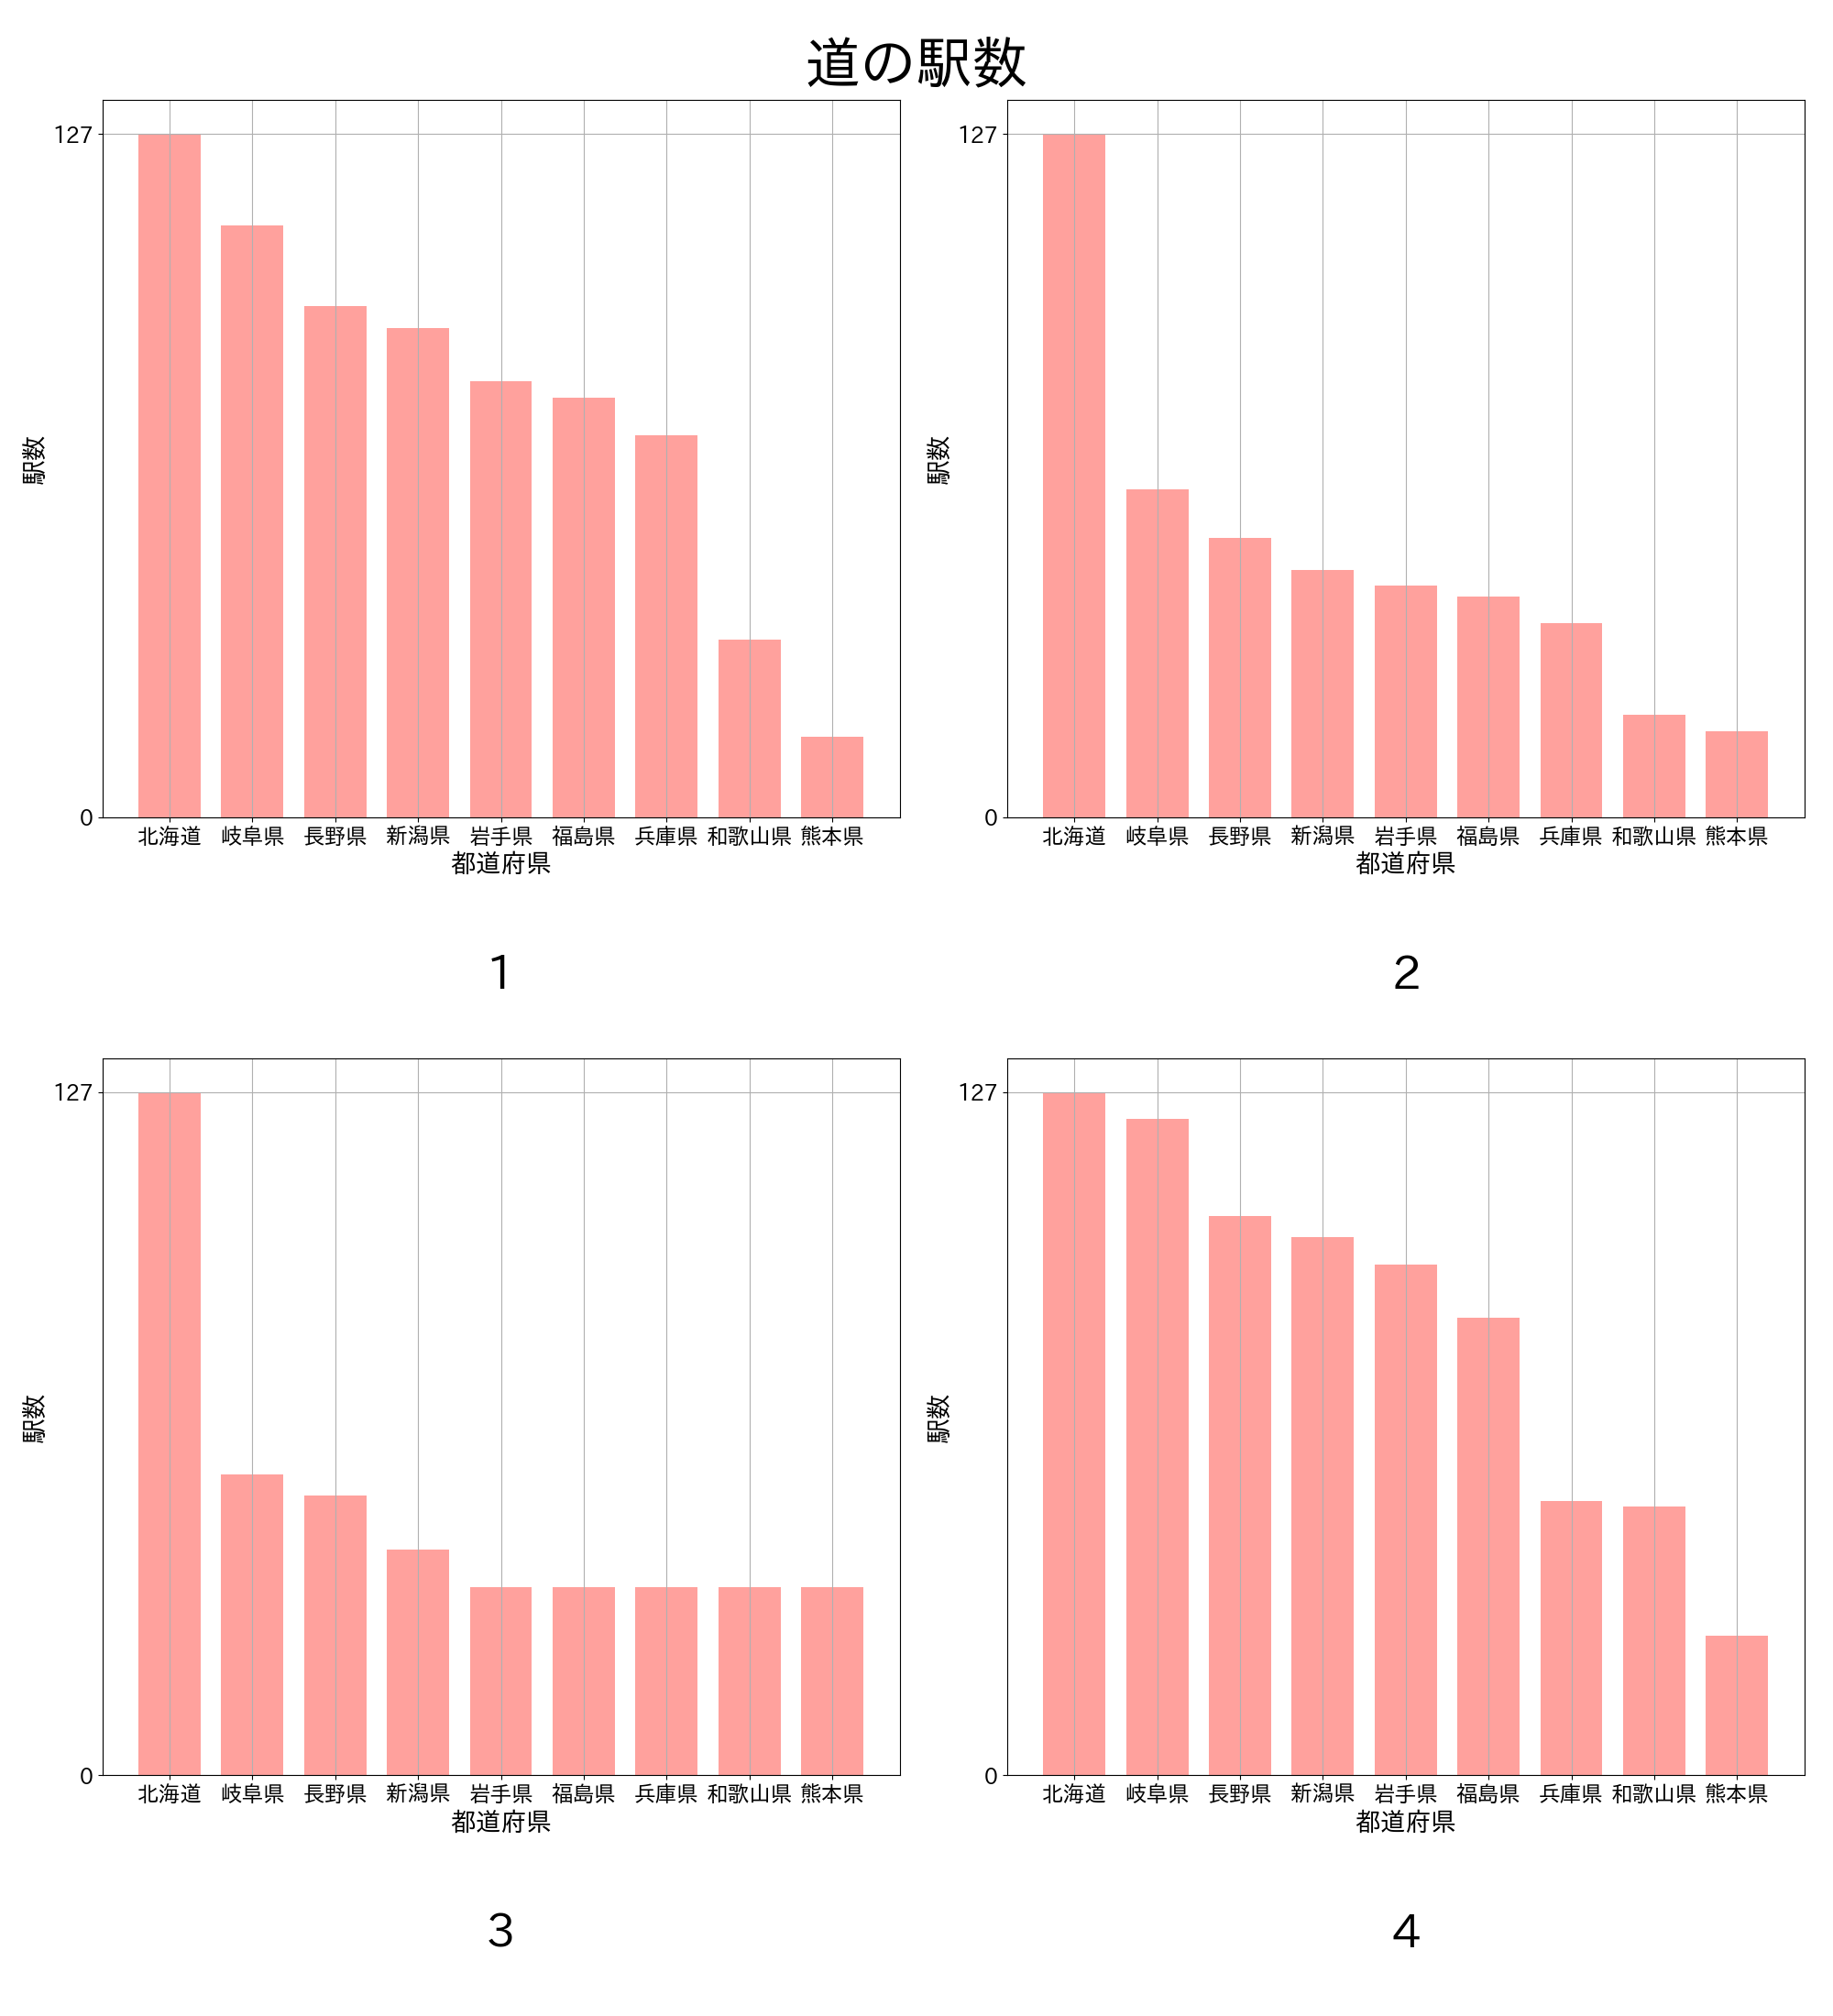 道の駅数
127
0
駅数
北海道 岐阜県 長野県 新潟県 岩手県 福島県 兵庫県 和歌山県 熊本県
都道府県
1
127
0
駅数
北海道 岐阜県 長野県 新潟県 岩手県 福島県 兵庫県 和歌山県 熊本県
都道府県
2
127
0
駅数
北海道 岐阜県 長野県 新潟県 岩手県 福島県 兵庫県 和歌山県 熊本県
都道府県
3
127
0
駅数
北海道 岐阜県 長野県 新潟県 岩手県 福島県 兵庫県 和歌山県 熊本県
都道府県
4